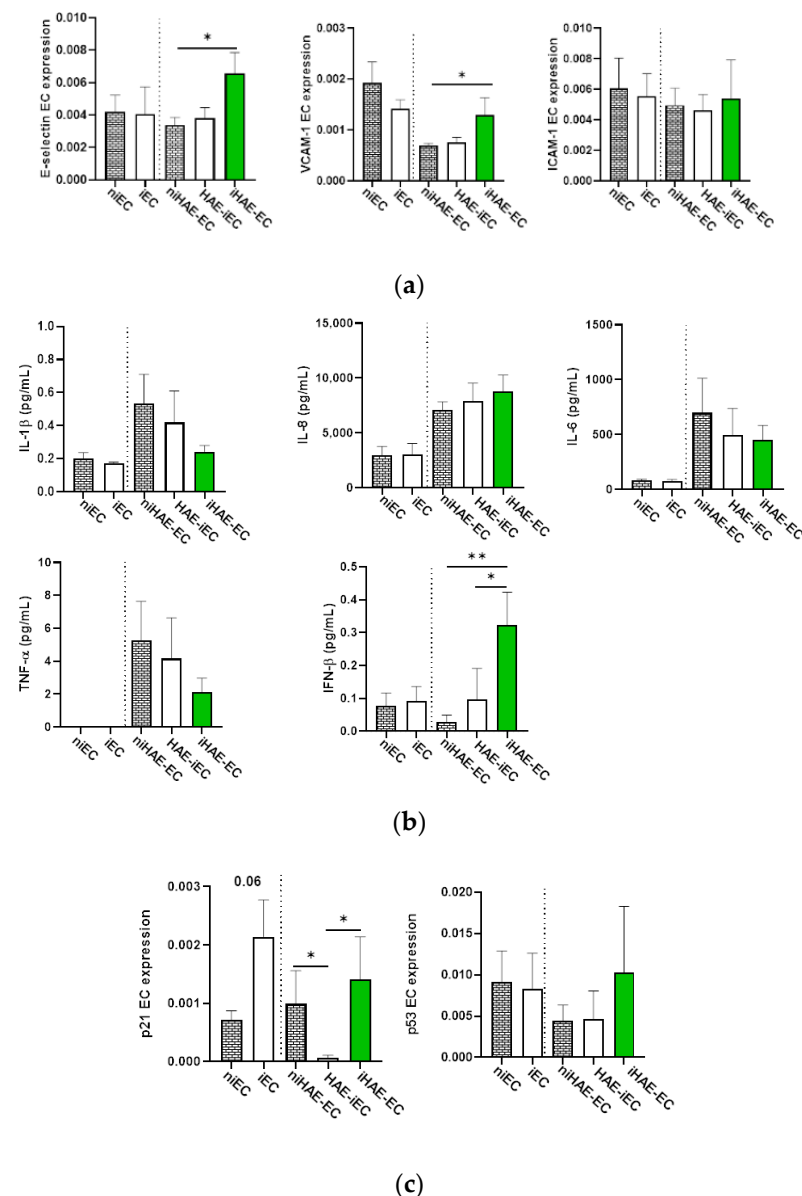 E-selectin EC expression
0.010
0.008
0.006
0.004
0.002
0.000
*
niEC
iEC
niHAE-EC
HAE-iEC
iHAE-EC
VCAM-1 EC expression
0.003
0.002
0.001
0.000
*
niEC
iEC
niHAE-EC
HAE-iEC
iHAE-EC
ICAM-1 EC expression
0.010
0.008
0.006
0.004
0.002
0.000
niEC
iEC
niHAE-EC
HAE-iEC
iHAE-EC
(a)
IL-1β (pg/mL)
1.0
0.8
0.6
0.4
0.2
0.0
niEC
iEC
niHAE-EC
HAE-iEC
iHAE-EC
IL-8 (pg/mL)
15,000
10,000
5,000
0
niEC
iEC
niHAE-EC
HAE-iEC
iHAE-EC
IL-6 (pg/mL)
1500
1000
500
0
niEC
iEC
niHAE-EC
HAE-iEC
iHAE-EC
TNF-α (pg/mL)
10
8
6
4
2
0
niEC
iEC
niHAE-EC
HAE-iEC
iHAE-EC
IFN-β (pg/mL)
0.5
0.4
0.3
0.2
0.1
0.0
**
*
niEC
iEC
niHAE-EC
HAE-iEC
iHAE-EC
(b)
p21 EC expression
0.003
0.002
0.001
0.000
0.06
*
*
niEC
iEC
niHAE-EC
HAE-iEC
iHAE-EC
p53 EC expression
0.020
0.015
0.010
0.005
0.000
niEC
iEC
niHAE-EC
HAE-iEC
iHAE-EC
(c)